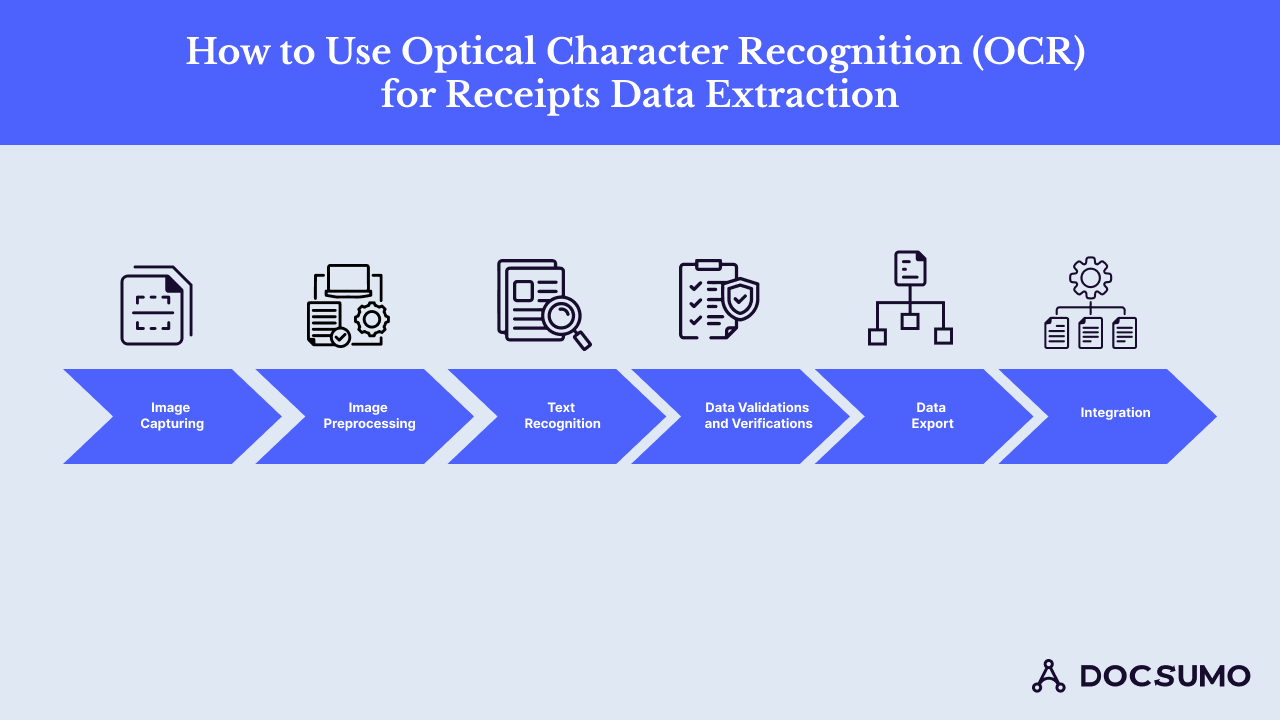 How to Use Optical Character Recognition (OCR)
for Receipts Data Extraction
Image
Capturing
Image
Preprocessing
Text
Recognition
Data Validations
and Verifications
Data
Export
Integration
DOCSUMO